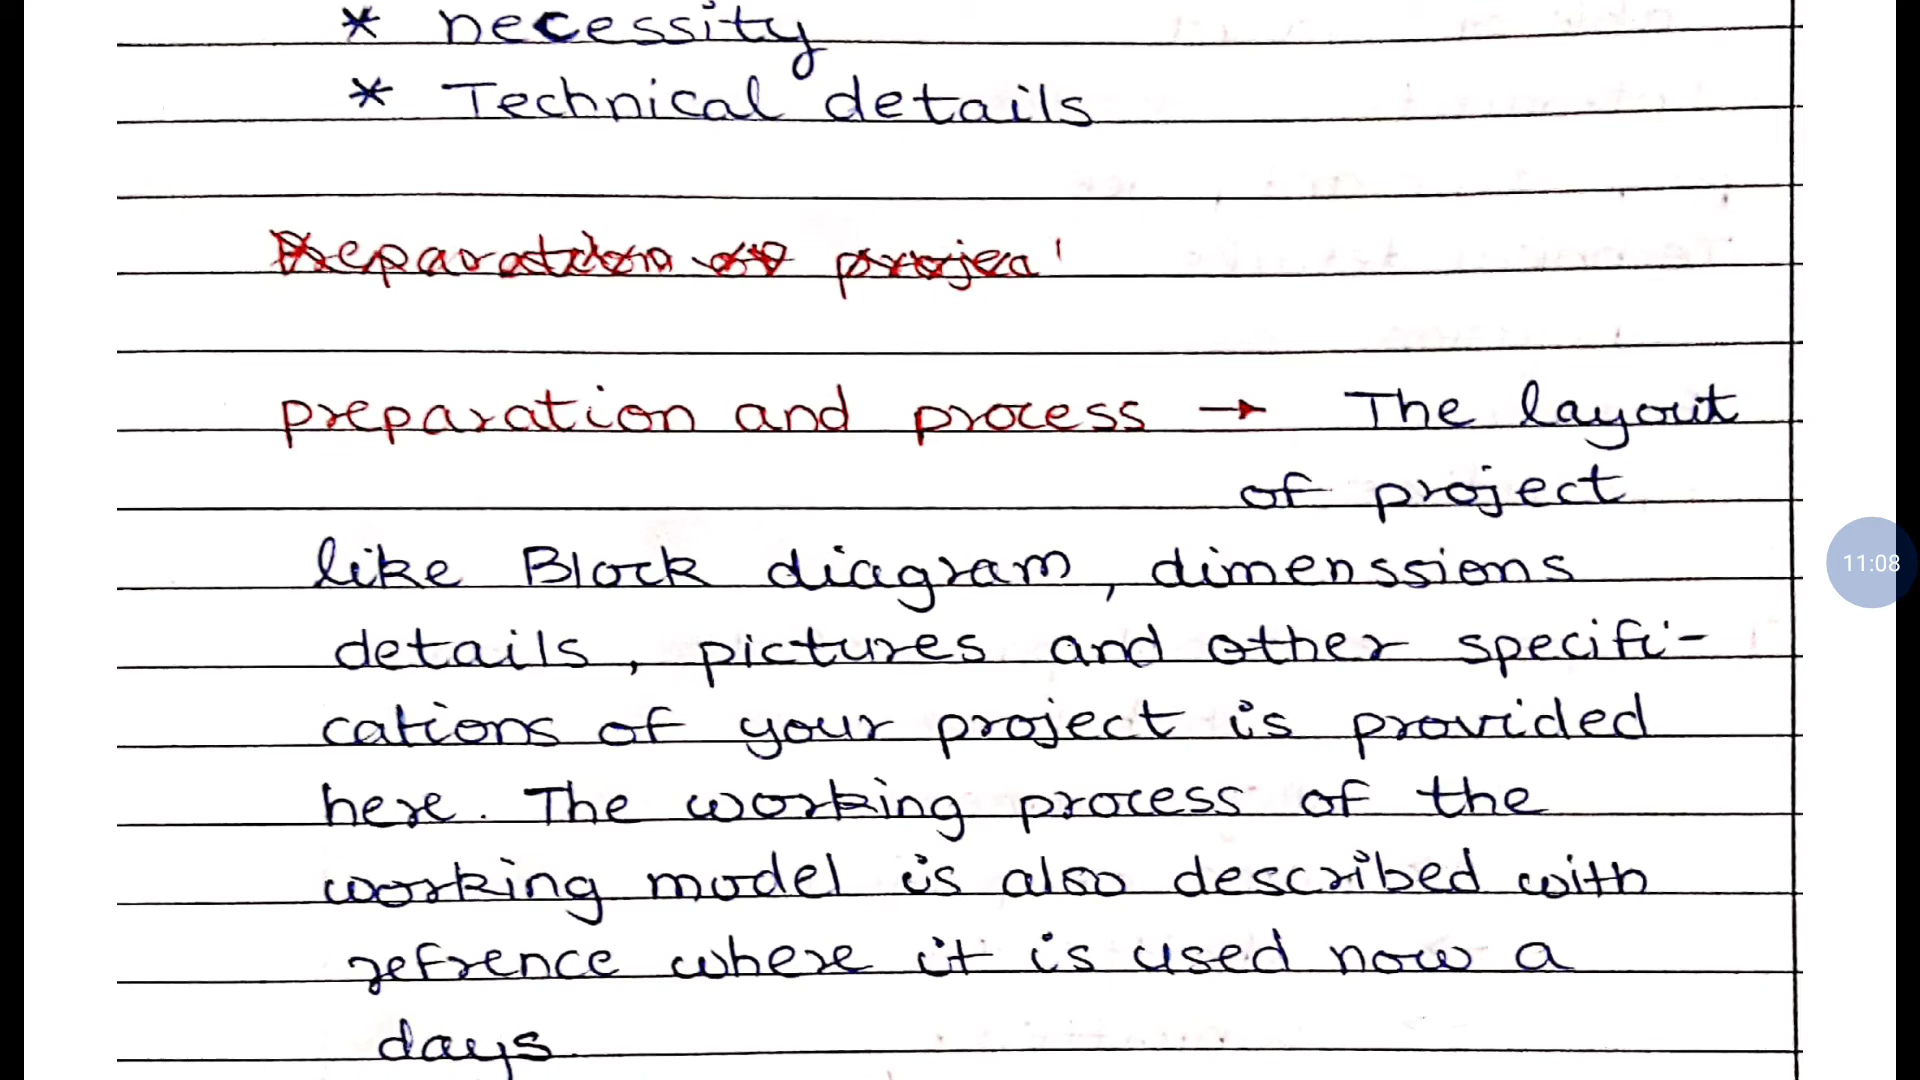 * necessity
* Technical details
preparation and process → The layout
of project
like Block diagram, dimenssions
details, pictures and other specifi-
cations of your project is provided
here. The working process of the
working model is also described with
refrence where it is used now a
days
11:08